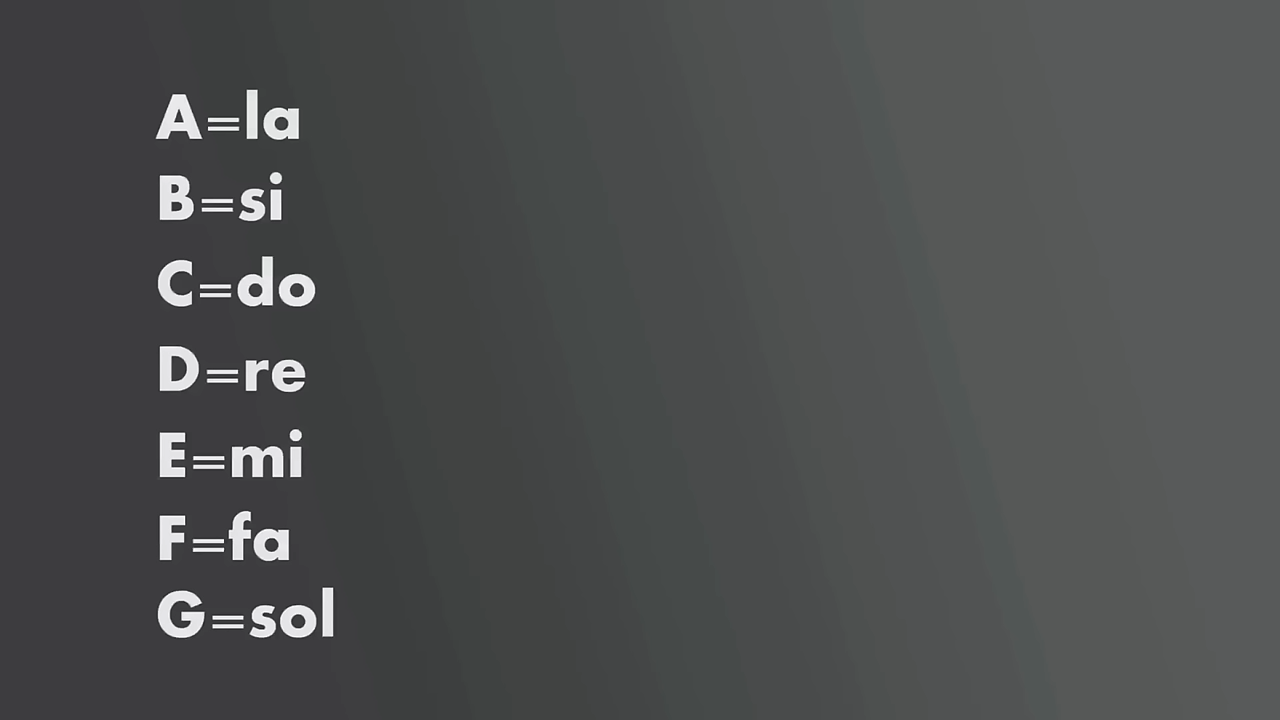 A=la
B=si
C=do
D=re
E=mi
F=fa
G=sol